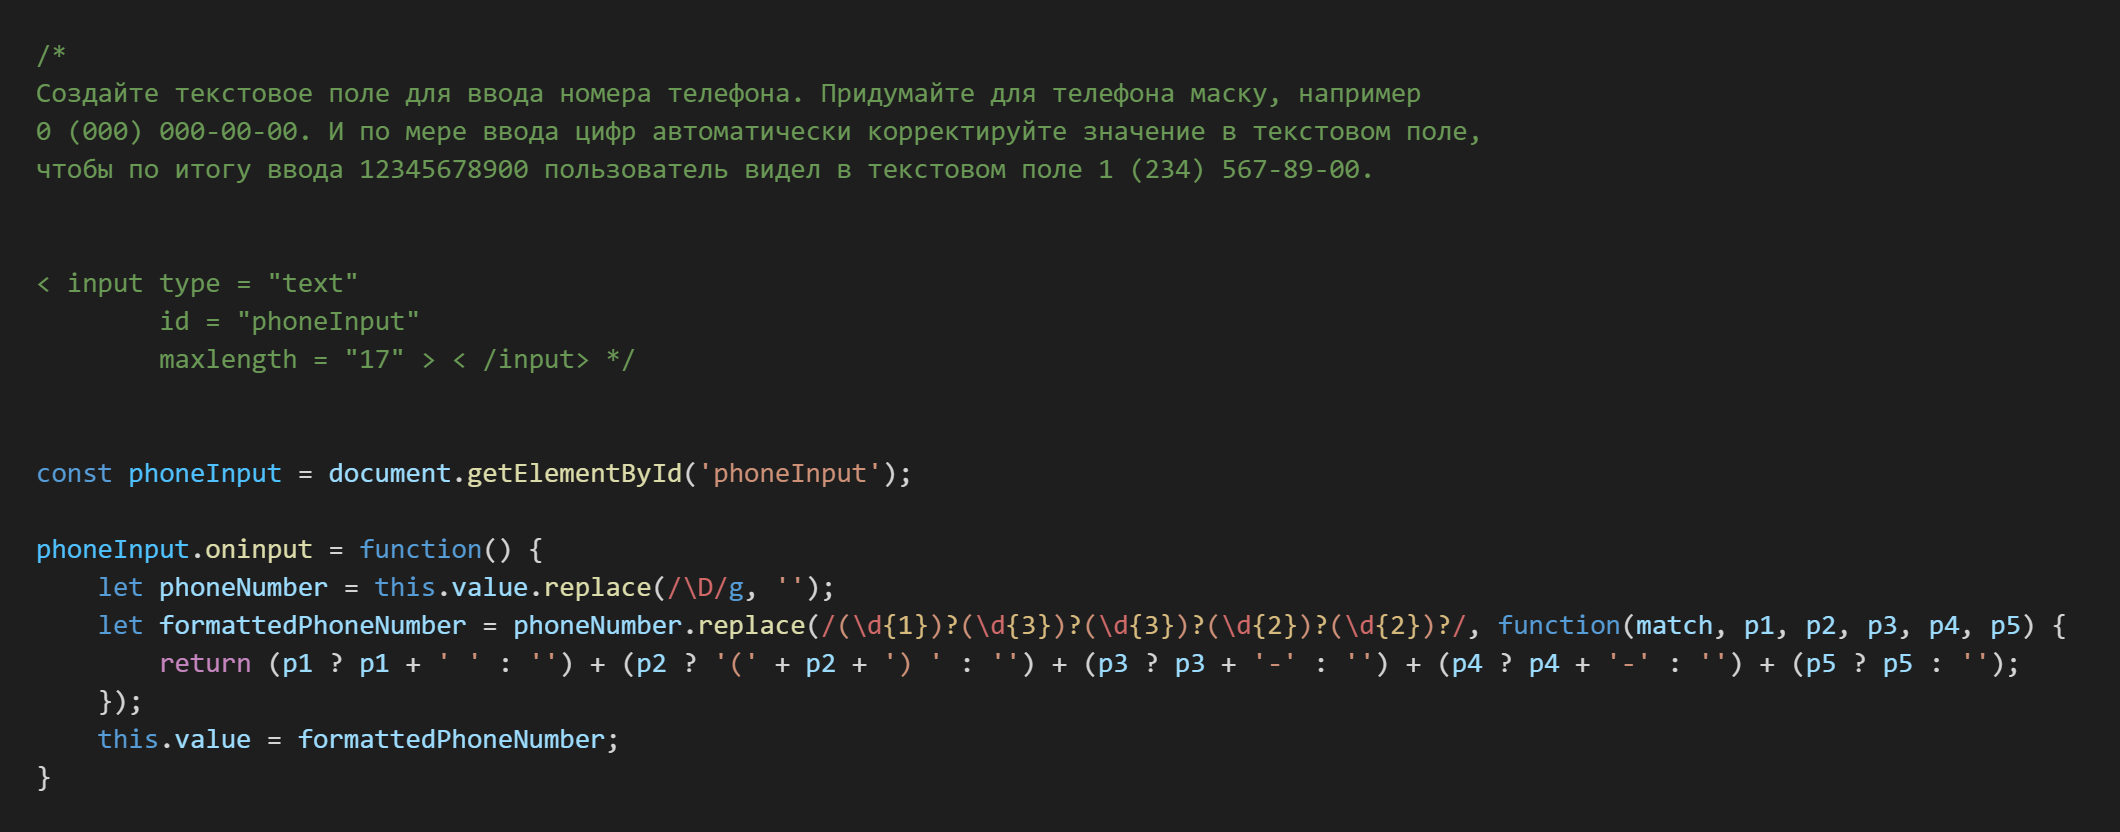 /*
Создайте текстовое поле для ввода номера телефона. Придумайте для телефона маску, например
0 (000) 000-00-00. И по мере ввода цифр автоматически корректируйте значение в текстовом поле,
чтобы по итогу ввода 12345678900 пользователь видел в текстовом поле 1 (234) 567-89-00.
< input type = "text"
        id = "phoneInput"
        maxlength = "17" > < /input> */
const phoneInput = document.getElementById('phoneInput');
phoneInput.oninput = function() {
    let phoneNumber = this.value.replace(/\D/g, '');
    let formattedPhoneNumber = phoneNumber.replace(/(\d{1})?(\d{3})?(\d{3})?(\d{2})?(\d{2})?/, function(match, p1, p2, p3, p4, p5) {
        return (p1 ? p1 + ' ' : '') + (p2 ? '(' + p2 + ') ' : '') + (p3 ? p3 + '-' : '') + (p4 ? p4 + '-' : '') + (p5 ? p5 : '');
    });
    this.value = formattedPhoneNumber;
}